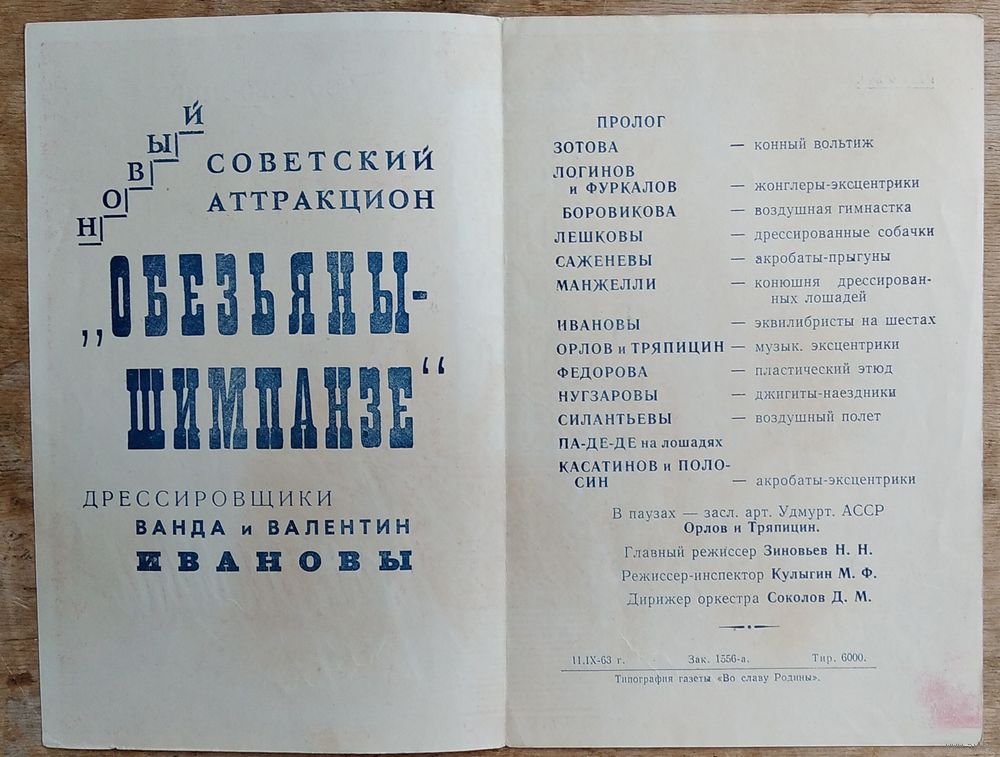 НОВЫЙ
СОВЕТСКИЙ
АТТРАКЦИОН
„ОБЕЗЬЯНЫ-
ШИМПАНЗЕ“
ДРЕССИРОВЩИКИ
ВАНДА и ВАЛЕНТИН
ИВАНОВЫ
ПРОЛОГ
ЗОТОВА — конный вольтиж
ЛОГИНОВ
и ФУРКАЛОВ — жонглеры-эксцентрики
БОРОВИКОВА — воздушная гимнастка
ЛЕШКОВЫ — дрессированные собачки
САЖЕНЕВЫ — акробаты-прыгуны
МАНЖЕЛЛИ — конюшня дрессирован-
ных лошадей
ИВАНОВЫ — эквилибристы на шестах
ОРЛОВ и ТРЯПИЦИН — музык. эксцентрики
ФЕДОРОВА — пластический этюд
НУГЗАРОВЫ — джигиты-наездники
СИЛАНТЬЕВЫ — воздушный полет
ПА-ДЕ-ДЕ на лошадях
КАСАТИНОВ и ПОЛО-
СИН — акробаты-эксцентрики
В паузах — засл. арт. Удмурт. АССР
Орлов и Тряпицин.
Главный режиссер Зиновьев Н. Н.
Режиссер-инспектор Кулыгин М. Ф.
Дирижер оркестра Соколов Д. М.
11.IX-63 г. Зак. 1556-а. Тир. 6000.
Типография газеты «Во славу Родины».